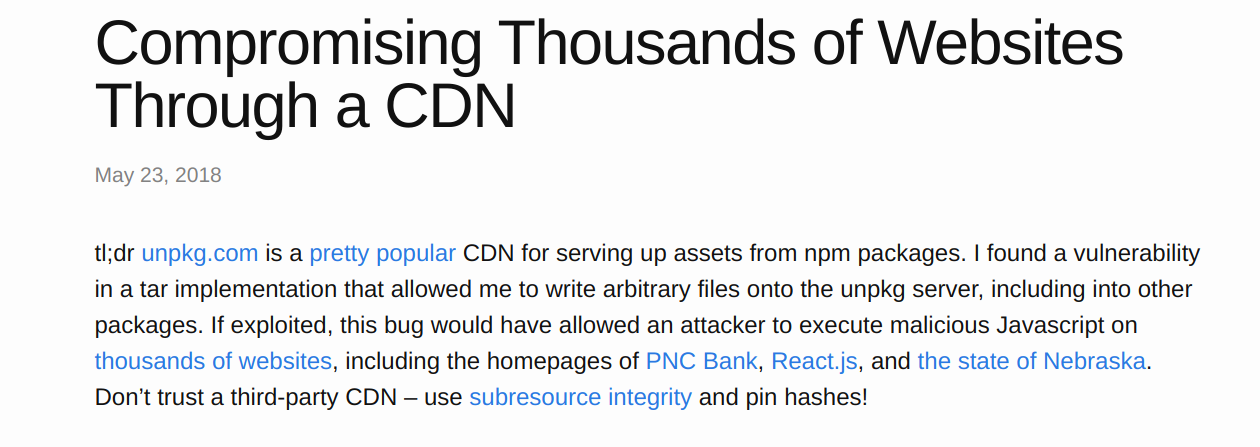 Compromising Thousands of Websites
Through a CDN
May 23, 2018
tl;dr unpkg.com is a pretty popular CDN for serving up assets from npm packages. I found a vulnerability
in a tar implementation that allowed me to write arbitrary files onto the unpkg server, including into other
packages. If exploited, this bug would have allowed an attacker to execute malicious Javascript on
thousands of websites, including the homepages of PNC Bank, React.js, and the state of Nebraska.
Don’t trust a third-party CDN – use subresource integrity and pin hashes!